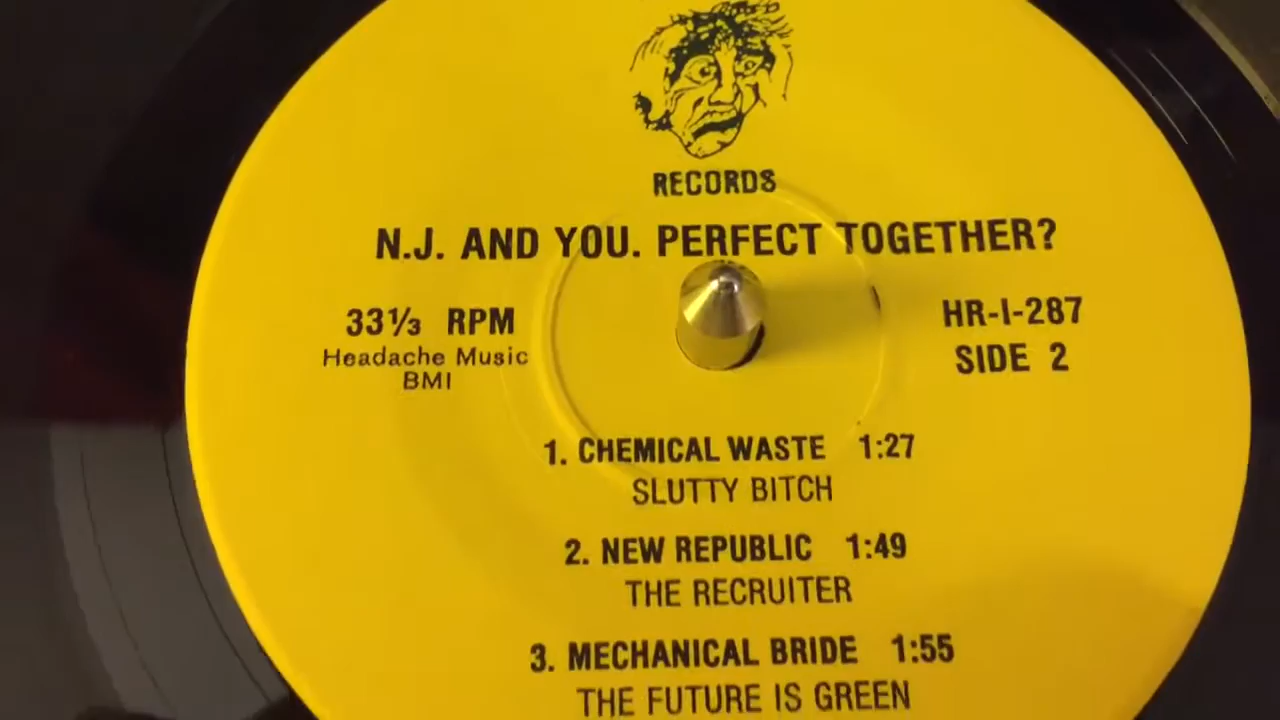 RECORDS
N.J. AND YOU. PERFECT TOGETHER?
33⅓ RPM
Headache Music
BMI
HR-I-287
SIDE 2
1. CHEMICAL WASTE 1:27
SLUTTY BITCH
2. NEW REPUBLIC 1:49
THE RECRUITER
3. MECHANICAL BRIDE 1:55
THE FUTURE IS GREEN